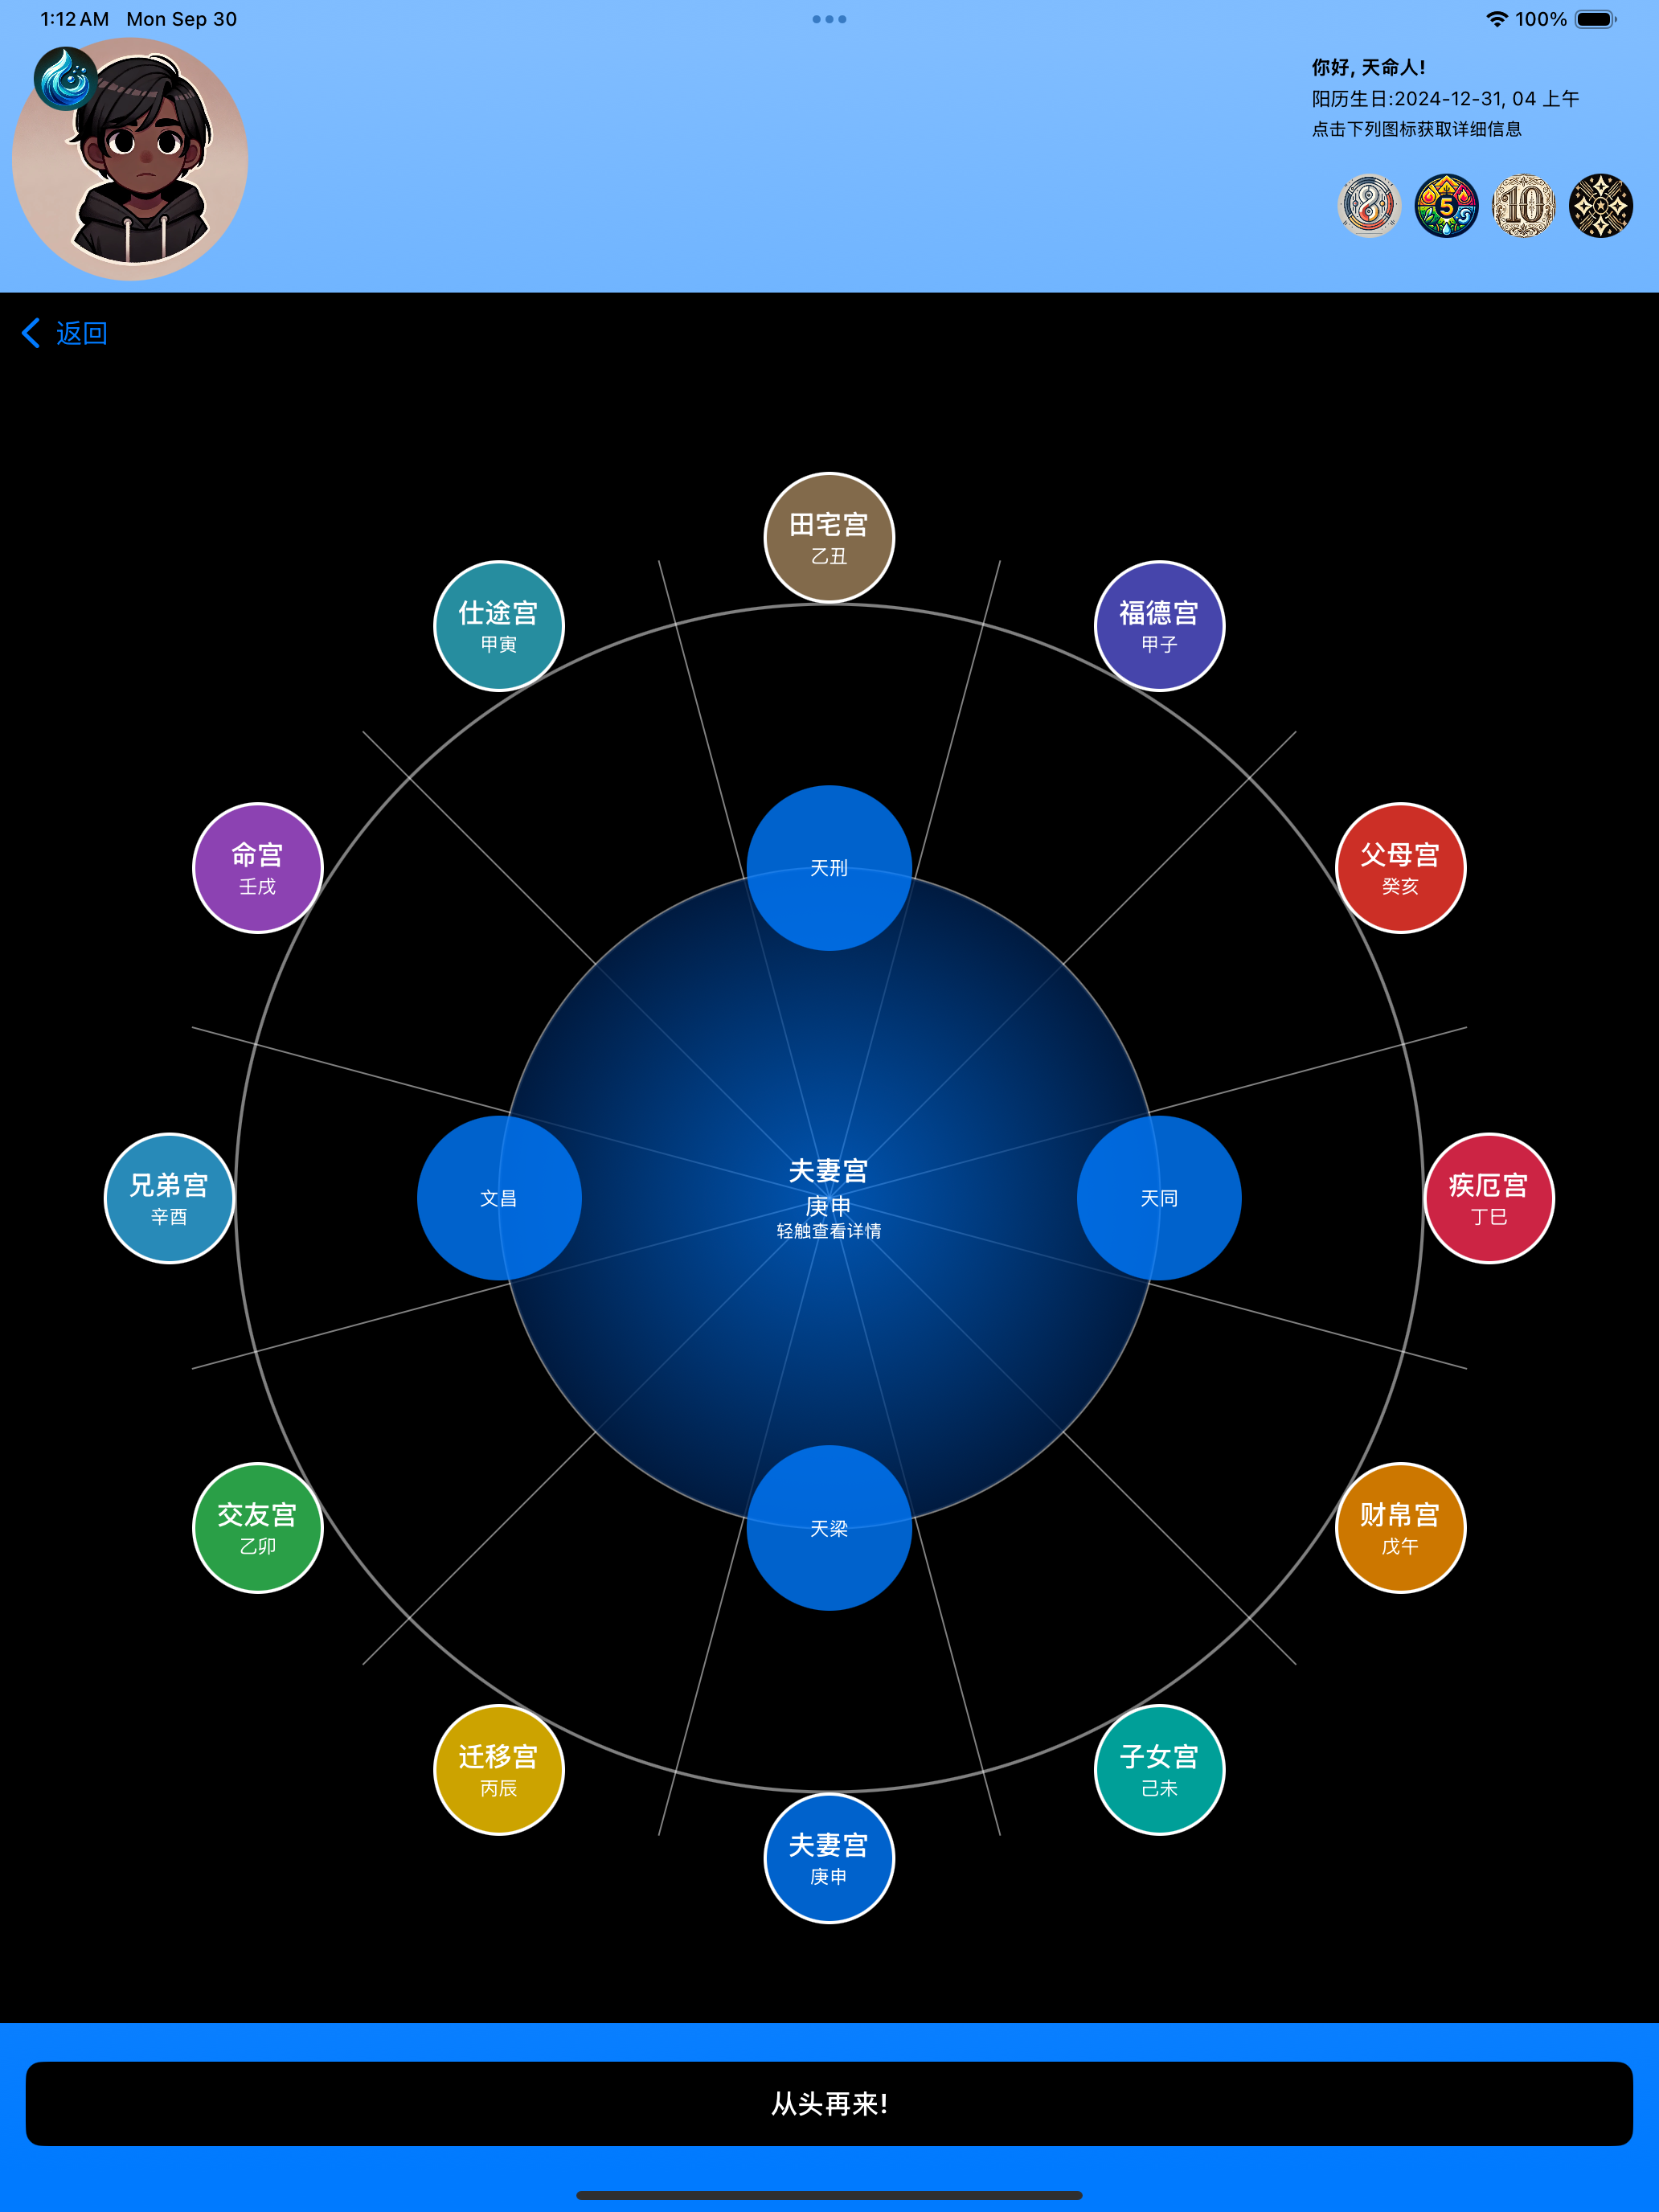 1:12 AM Mon Sep 30
100%
你好, 天命人!
阳历生日:2024-12-31, 04 上午
点击下列图标获取详细信息
8
5
10
返回
田宅宫
乙丑
仕途宫
甲寅
福德宫
甲子
命宫
壬戌
父母宫
癸亥
天刑
兄弟宫
辛酉
文昌
夫妻宫
庚申
轻触查看详情
天同
疾厄宫
丁巳
交友宫
乙卯
天梁
财帛宫
戊午
迁移宫
丙辰
子女宫
己未
夫妻宫
庚申
从头再来!